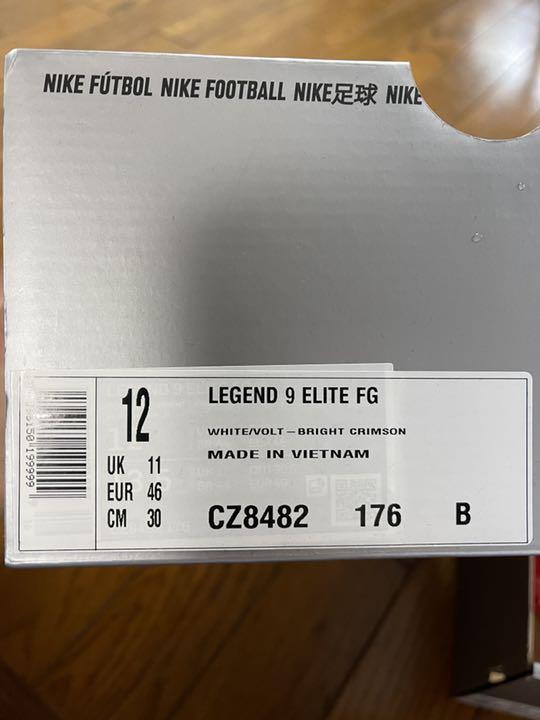 NIKE FÚTBOL NIKE FOOTBALL NIKE足球 NIKE
12
UK 11
EUR 46
CM 30
LEGEND 9 ELITE FG
WHITE/VOLT-BRIGHT CRIMSON
MADE IN VIETNAM
CZ8482 176 B